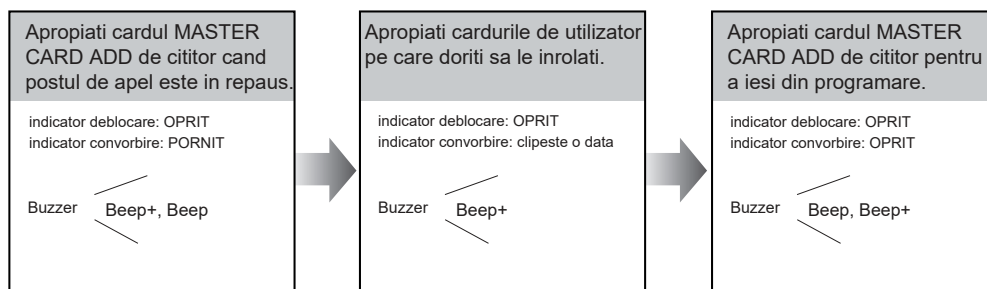 Apropiati cardul MASTER
CARD ADD de cititor cand
postul de apel este in repaus.
indicator deblocare: OPRIT
indicator convorbire: PORNIT
Buzzer
Beep+, Beep
Apropiati cardurile de utilizator
pe care doriti sa le inrolati.
indicator deblocare: OPRIT
indicator convorbire: clipeste o data
Buzzer
Beep+
Apropiati cardul MASTER
CARD ADD de cititor pentru
a iesi din programare.
indicator deblocare: OPRIT
indicator convorbire: OPRIT
Buzzer
Beep, Beep+